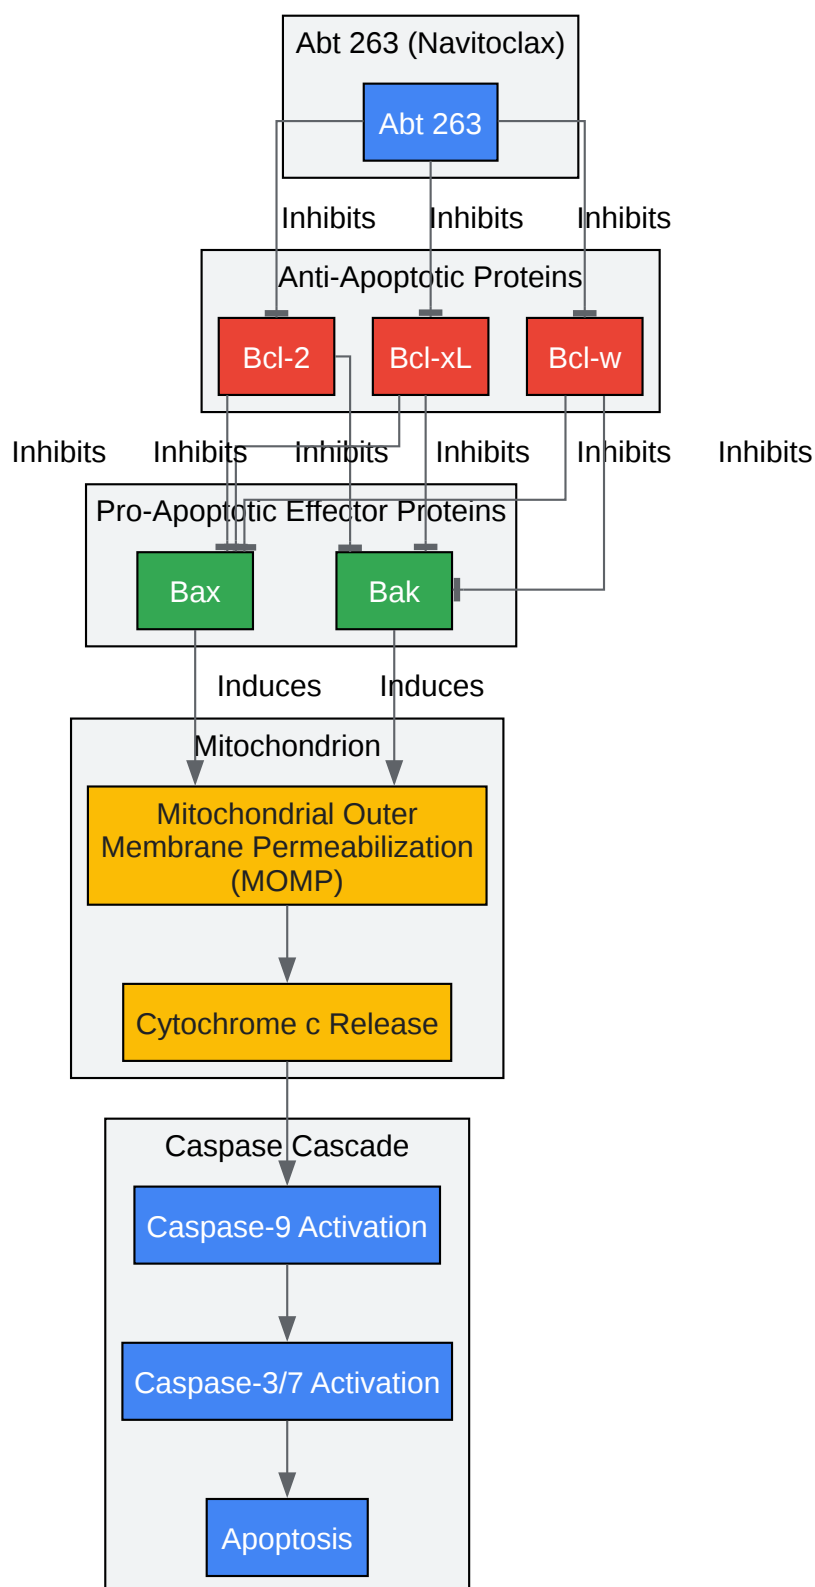 Abt 263 (Navitoclax)
Abt 263
Inhibits
Inhibits
Inhibits
Anti-Apoptotic Proteins
Bcl-2
Bcl-xL
Bcl-w
Inhibits
Inhibits
Inhibits
Inhibits
Inhibits
Inhibits
Pro-Apoptotic Effector Proteins
Bax
Bak
Induces
Induces
Mitochondrion
Mitochondrial Outer
Membrane Permeabilization
(MOMP)
Cytochrome c Release
Caspase Cascade
Caspase-9 Activation
Caspase-3/7 Activation
Apoptosis